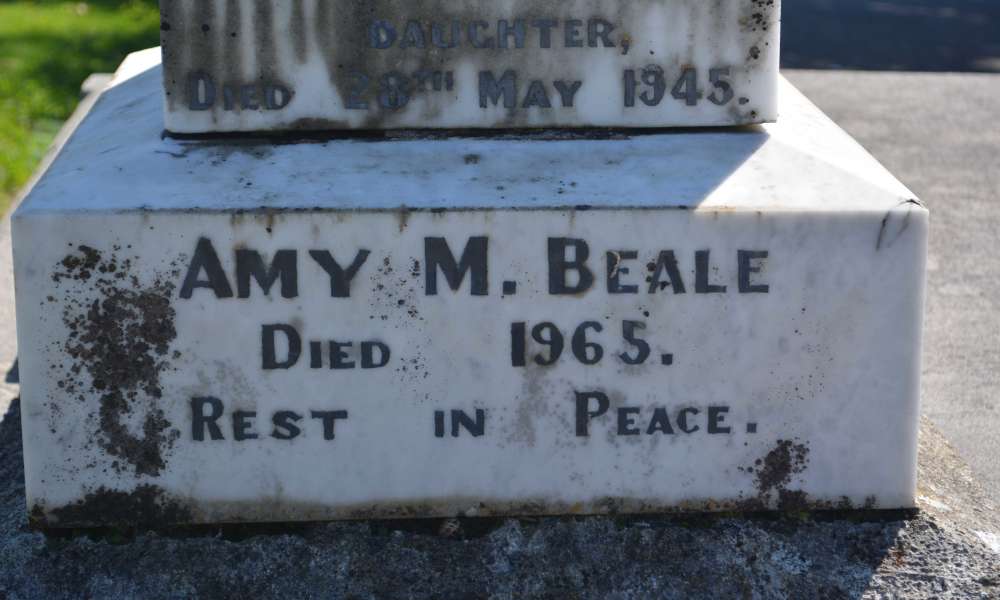 DAUGHTER,
DIED 28TH MAY 1945.
AMY M. BEALE
DIED 1965.
REST IN PEACE.